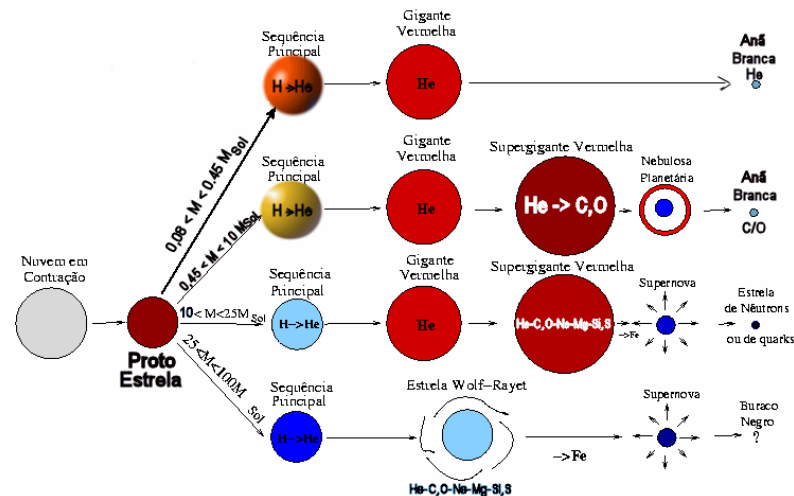 Nuvem em
Contração
Proto
Estrela
0,08 < M < 0.45 MSol
Sequência
Principal
H->He
Gigante
Vermelha
He
Anã
Branca
He
0,45 < M < 10 MSol
Sequência
Principal
H->He
Gigante
Vermelha
He
Supergigante Vermelha
He -> C,O
Nebulosa
Planetária
Anã
Branca
C/O
10 < M<25M Sol
Sequência
Principal
H->He
Gigante
Vermelha
He
Supergigante Vermelha
He-C,O-Ne-Mg-Si,S
->Fe
Supernova
Estrela
de Nêutrons
ou de quarks
25<M<100M Sol
Sequência
Principal
H->He
Estrela Wolf-Rayet
He-C,O-Ne-Mg-Si,S
->Fe
Supernova
Buraco
Negro
?